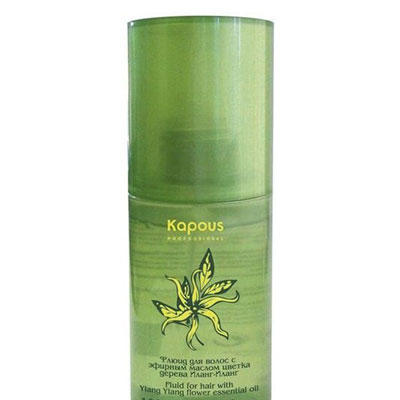 Kapous
PROFESSIONAL
Флюид для волос с
эфирным маслом цветка
дерева Иланг-Иланг
Fluid for hair with
Ylang Ylang flower essential oil